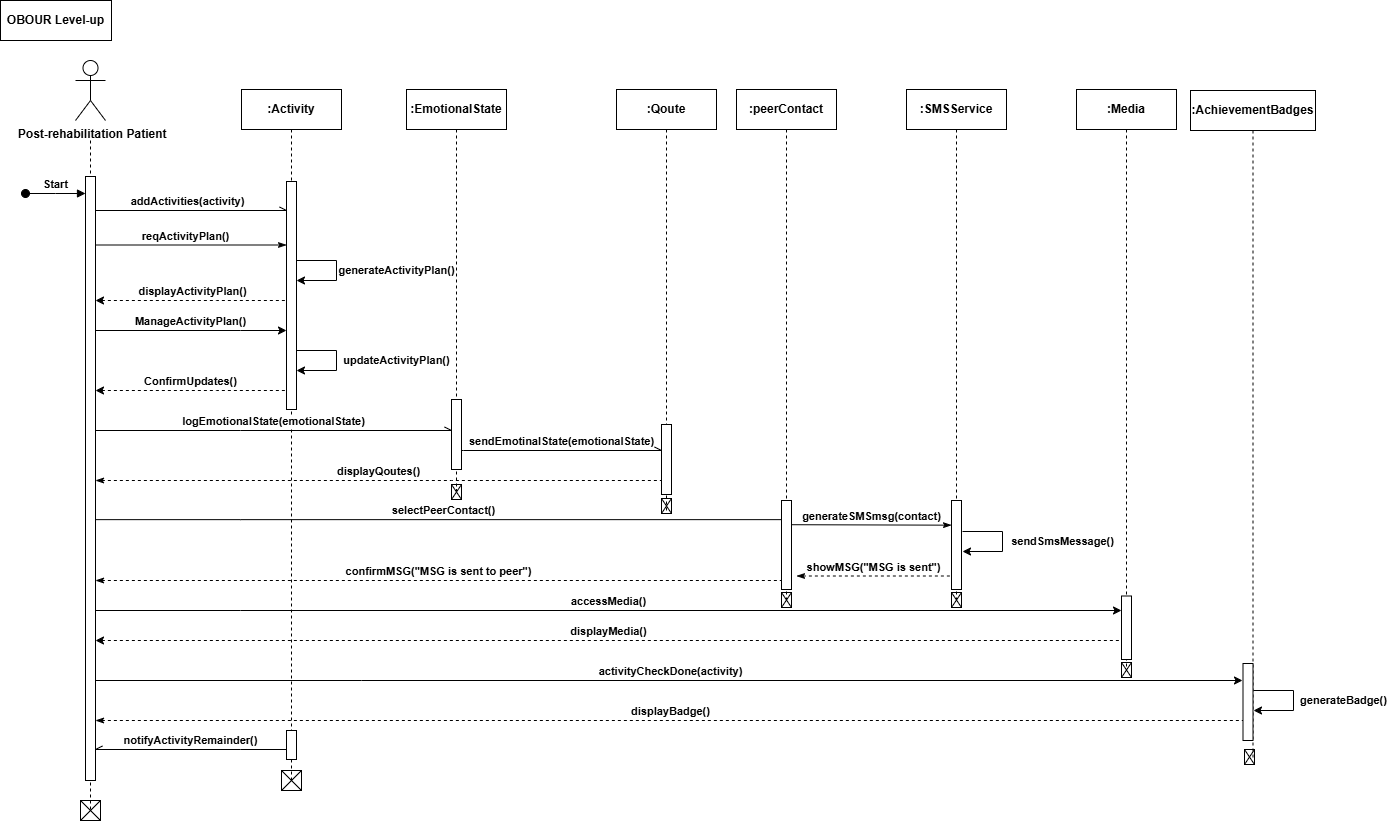 OBOUR Level-up
Post-rehabilitation Patient
:Activity
:EmotionalState
:Qoute
:peerContact
:SMSService
:Media
:AchievementBadges
Start
addActivities(activity)
reqActivityPlan()
generateActivityPlan()
displayActivityPlan()
ManageActivityPlan()
updateActivityPlan()
ConfirmUpdates()
logEmotionalState(emotionalState)
sendEmotinalState(emotionalState)
displayQoutes()
selectPeerContact()
generateSMSmsg(contact)
sendSmsMessage()
showMSG("MSG is sent")
confirmMSG("MSG is sent to peer")
accessMedia()
displayMedia()
activityCheckDone(activity)
generateBadge()
displayBadge()
notifyActivityRemainder()